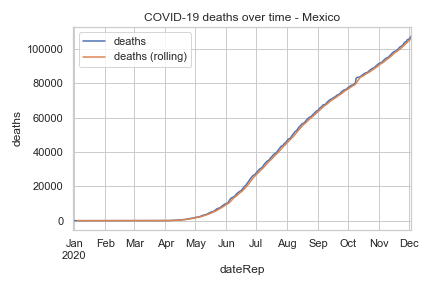 COVID-19 deaths over time - Mexico
deaths
deaths (rolling)
100000
80000
60000
40000
20000
0
deaths
Jan Feb Mar Apr May Jun Jul Aug Sep Oct Nov Dec
2020
dateRep